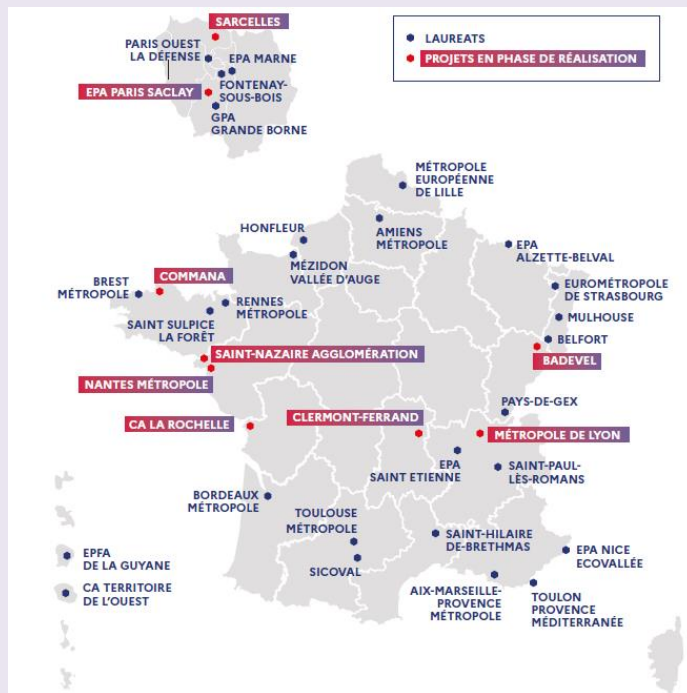 SARCELLES
PARIS OUEST
LA DÉFENSE
EPA MARNE
FONTENAY-
SOUS-BOIS
EPA PARIS SACLAY
GPA
GRANDE BORNE
LAUREATS
PROJETS EN PHASE DE RÉALISATION
MÉTROPOLE
EUROPÉENNE
DE LILLE
HONFLEUR
AMIENS
MÉTROPOLE
EPA
ALZETTE-BELVAL
MÉZIDON
VALLÉE D'AUGE
COMMANA
BREST
MÉTROPOLE
EUROMÉTROPOLE
DE STRASBOURG
RENNES
MÉTROPOLE
MULHOUSE
SAINT SULPICE
LA FORÊT
BELFORT
SAINT-NAZAIRE AGGLOMÉRATION
BADEVEL
NANTES MÉTROPOLE
PAYS-DE-GEX
CA LA ROCHELLE
CLERMONT-FERRAND
MÉTROPOLE DE LYON
EPA
SAINT ETIENNE
SAINT-PAUL-
LÈS-ROMANS
BORDEAUX
MÉTROPOLE
TOULOUSE
MÉTROPOLE
SAINT-HILAIRE
DE-BRETHMAS
EPFA
DE LA GUYANE
SICOVAL
EPA NICE
ECOVALLÉE
CA TERRITOIRE
DE L'OUEST
AIX-MARSEILLE-
PROVENCE
MÉTROPOLE
TOULON
PROVENCE
MÉDITERRANÉE